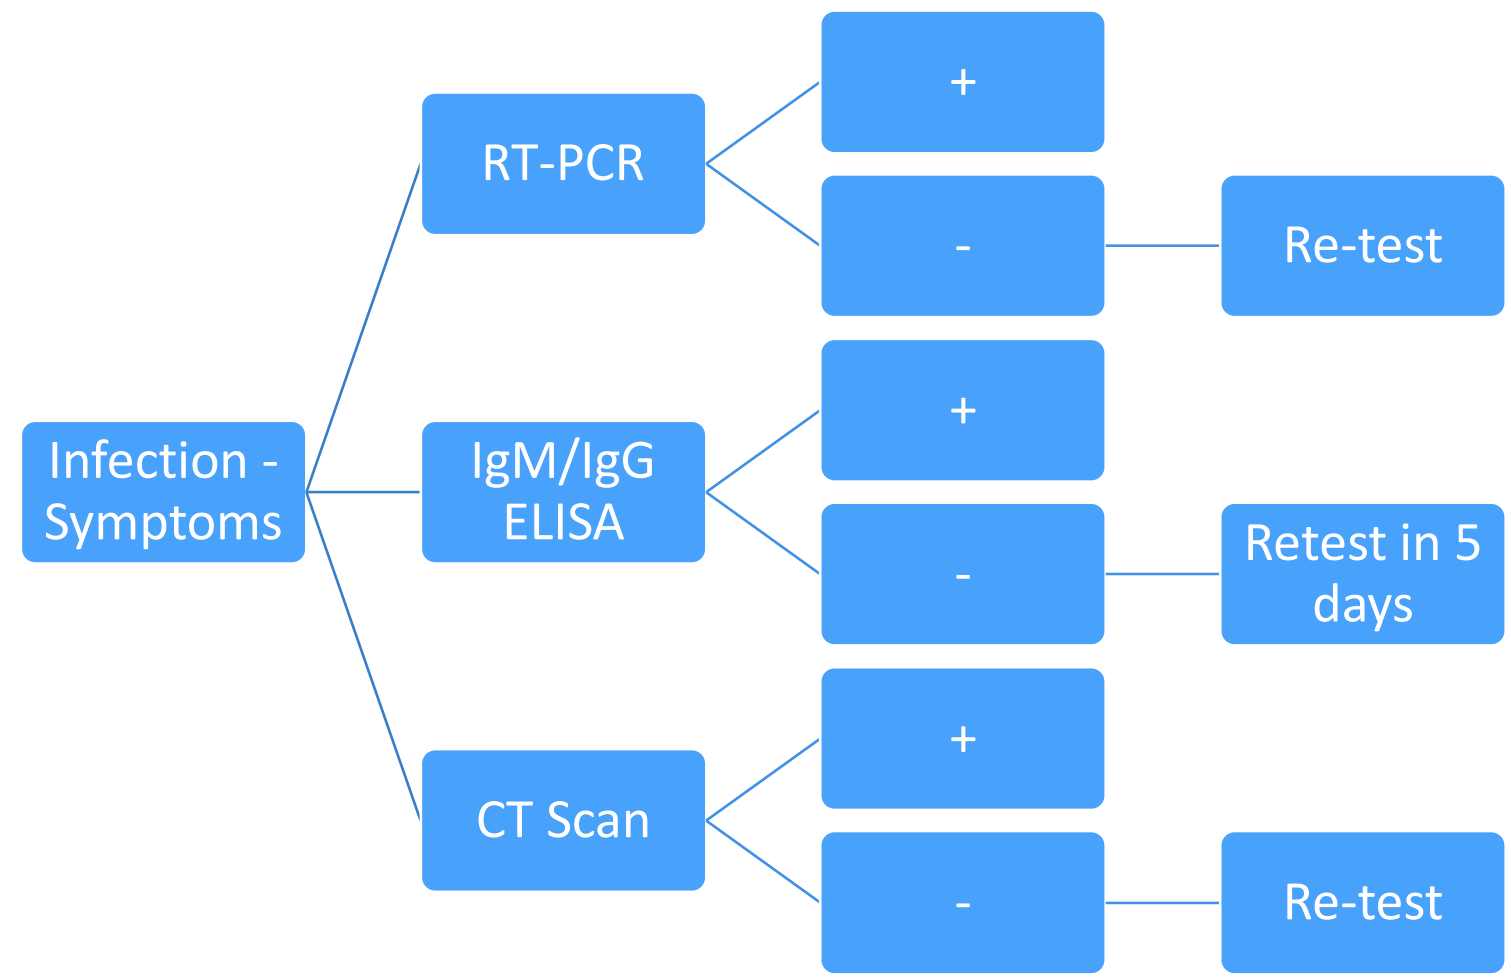 +
RT-PCR
-
Re-test
+
Infection -
Symptoms
IgM/IgG
ELISA
-
Retest in 5
days
+
CT Scan
-
Re-test